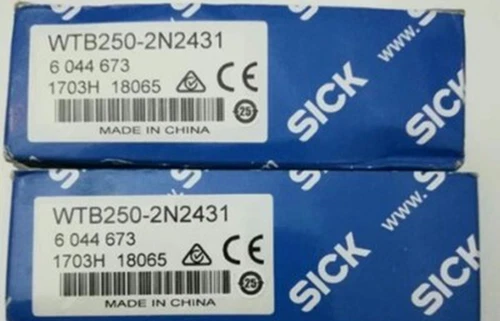 WTB250-2N2431
6 044 673
1703H 18065
CE
25
MADE IN CHINA
SICK
SICK
www.
WTB250-2N2431
6 044 673
1703H 18065
CE
25
MADE IN CHINA
SICK
SICK
www.